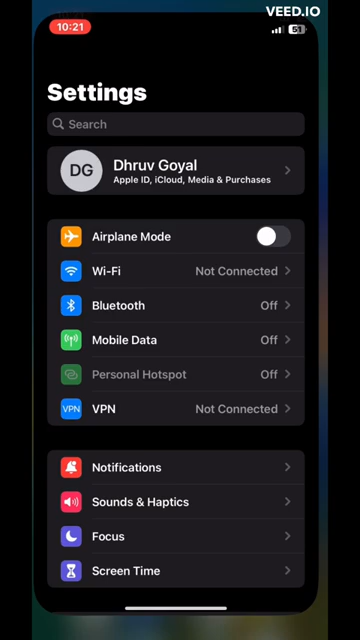 VEED.IO
10:21
61
Settings
Search
DG
Dhruv Goyal
Apple ID, iCloud, Media & Purchases
Airplane Mode
Wi-Fi Not Connected
Bluetooth Off
Mobile Data Off
Personal Hotspot Off
VPN VPN Not Connected
Notifications
Sounds & Haptics
Focus
Screen Time